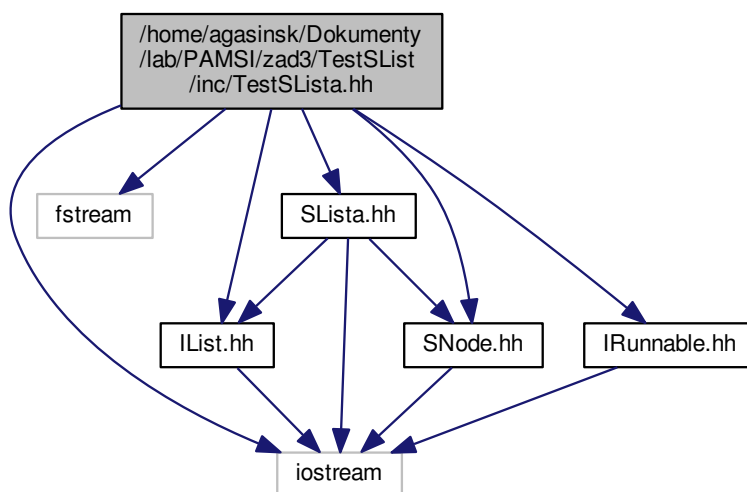 /home/agasinsk/Dokumenty
/lab/PAMSI/zad3/TestSList
/inc/TestSLista.hh
fstream
SLista.hh
IList.hh
SNode.hh
IRunnable.hh
iostream